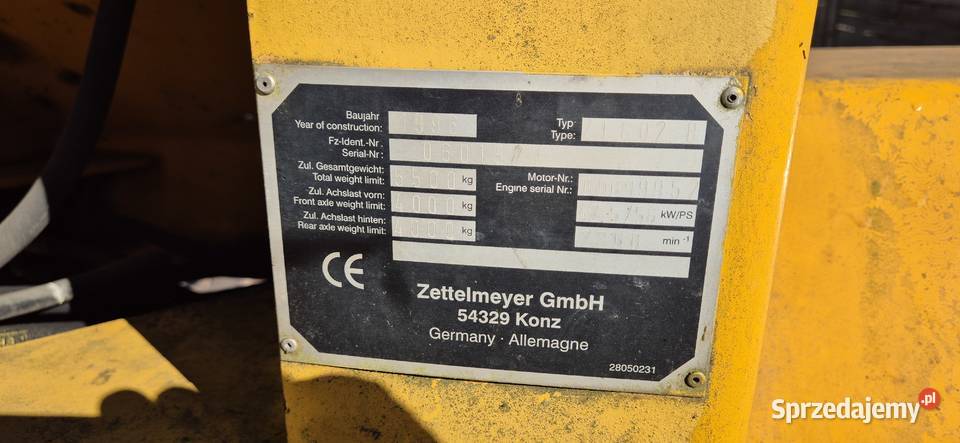 Baujahr
Year of construction:
Typ
Type:
Fz-Ident.-Nr.
Serial-Nr:
Zul. Gesamtgewicht:
Total weight limit: 5500 kg
Motor-Nr.:
Engine serial Nr.:
Zul. Achslast vorn:
Front axle weight limit: 4000 kg
kW/PS
Zul. Achslast hinten:
Rear axle weight limit: 4000 kg
min⁻¹
CE
Zettelmeyer GmbH
54329 Konz
Germany · Allemagne
28050231
Sprzedajemy.pl